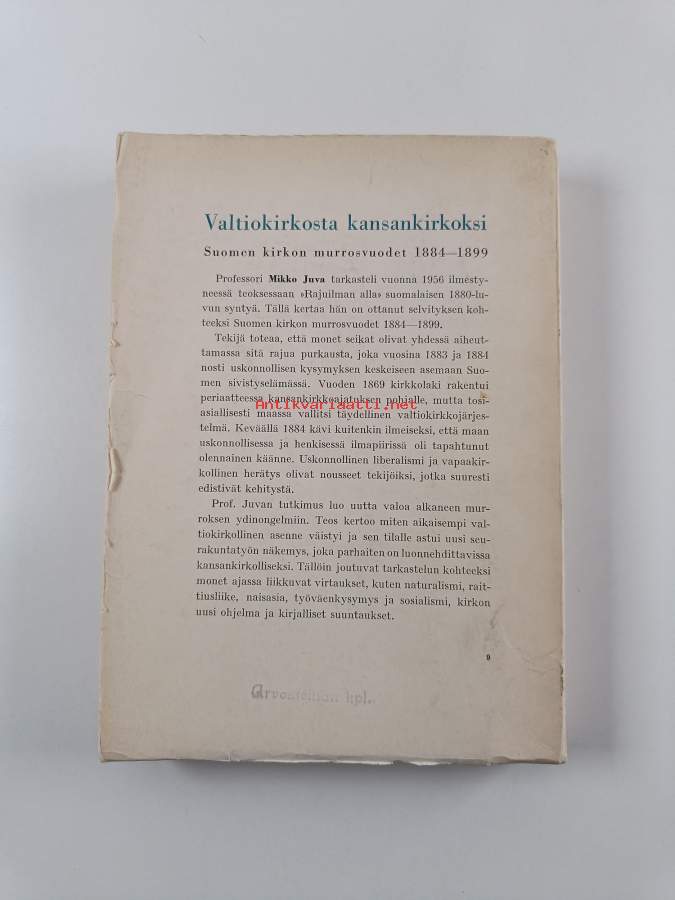 Valtiokirkosta kansankirkoksi
Suomen kirkon murrosvuodet 1884—1899
Professori Mikko Juva tarkasteli vuonna 1956 ilmesty-
neessä teoksessaan »Rajuilman alla» suomalaisen 1880-lu-
vun syntyä. Tällä kertaa hän on ottanut selvityksen koh-
teeksi Suomen kirkon murrosvuodet 1884—1899.
Tekijä toteaa, että monet seikat olivat yhdessä aiheut-
tamassa sitä rajua purkausta, joka vuosina 1883 ja 1884
nosti uskonnollisen kysymyksen keskeiseen asemaan Suo-
men sivistyselämässä. Vuoden 1869 kirkkolaki rakentui
periaatteessa kansankirkkoajatuksen pohjalle, mutta tosi-
Antikvariaatti.net
asiallisesti maassa vallitsi täydellinen valtiokirkkojärjes-
telmä. Keväällä 1884 kävi kuitenkin ilmeiseksi, että maan
uskonnollisessa ja henkisessä ilmapiirissä oli tapahtunut
olennainen käänne. Uskonnollinen liberalismi ja vapaakir-
kollinen herätys olivat nousseet tekijöiksi, jotka suuresti
edistivät kehitystä.
Prof. Juvan tutkimus luo uutta valoa alkaneen mur-
roksen ydinongelmiin. Teos kertoo miten aikaisempi val-
tiokirkollinen asenne väistyi ja sen tilalle astui uusi seu-
rakuntatyön näkemys, joka parhaiten on luonnehdittavissa
kansankirkolliseksi. Tällöin joutuvat tarkastelun kohteeksi
monet ajassa liikkuvat virtaukset, kuten naturalismi, rait-
tiusliike, naisasia, työväenkysymys ja sosialismi, kirkon
uusi ohjelma ja kirjalliset suuntaukset.
9
Arvostelun kpl.